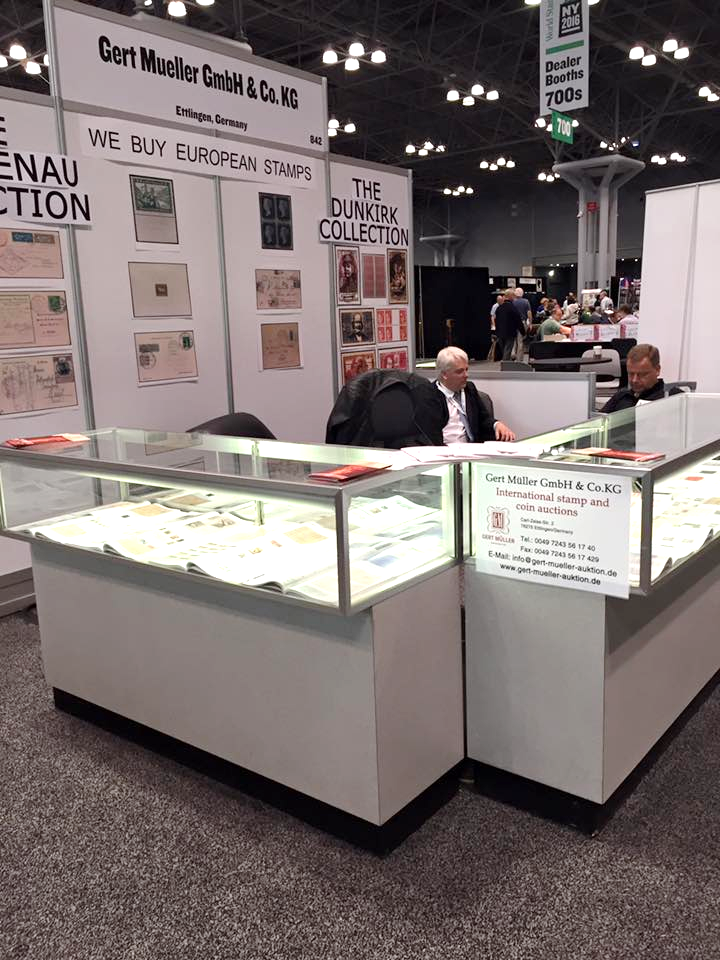 Gert Mueller GmbH & Co. KG
Ettlingen, Germany
842
WE BUY EUROPEAN STAMPS
E
ENAU
CTION
THE
DUNKIRK
COLLECTION
World Stamp
NY
2016
Dealer
Booths
700s
700
Gert Müller GmbH & Co.KG
International stamp and
coin auctions
GERT MÜLLER
Carl-Zeiss-Str. 2
76275 Ettlingen/Germany
Tel.: 0049 7243 56 17 40
Fax: 0049 7243 56 17 429
E-Mail: info@gert-mueller-auktion.de
www.gert-mueller-auktion.de